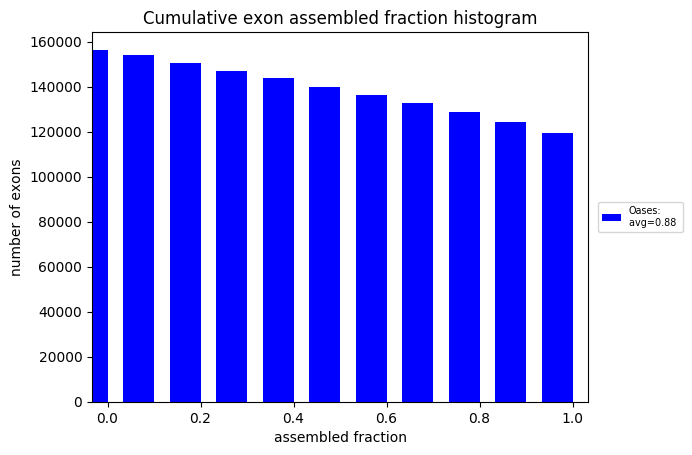 Cumulative exon assembled fraction histogram
160000
140000
120000
100000
80000
60000
40000
20000
0
number of exons
0.0 0.2 0.4 0.6 0.8 1.0
assembled fraction
Oases:
avg=0.88